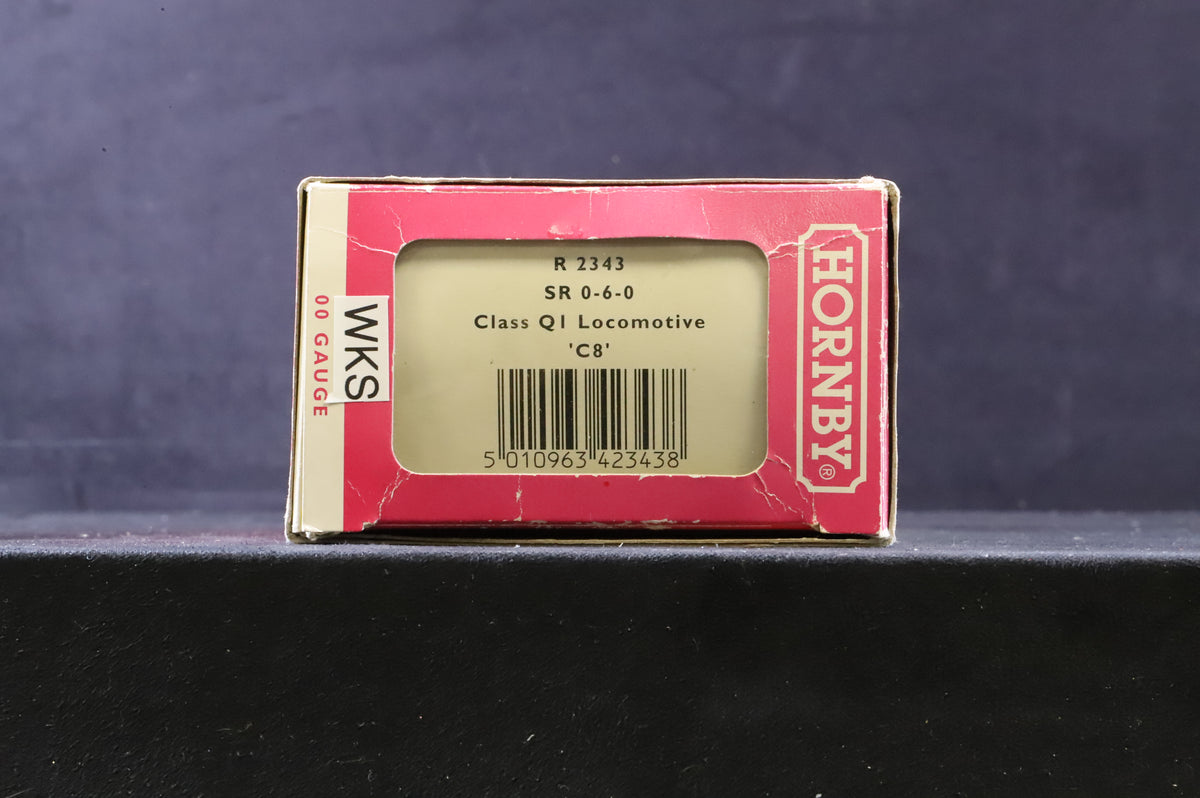 R 2343
SR 0-6-0
Class Q1 Locomotive
'C8'
5 010963 423438
00 GAUGE
WKS
HORNBY®